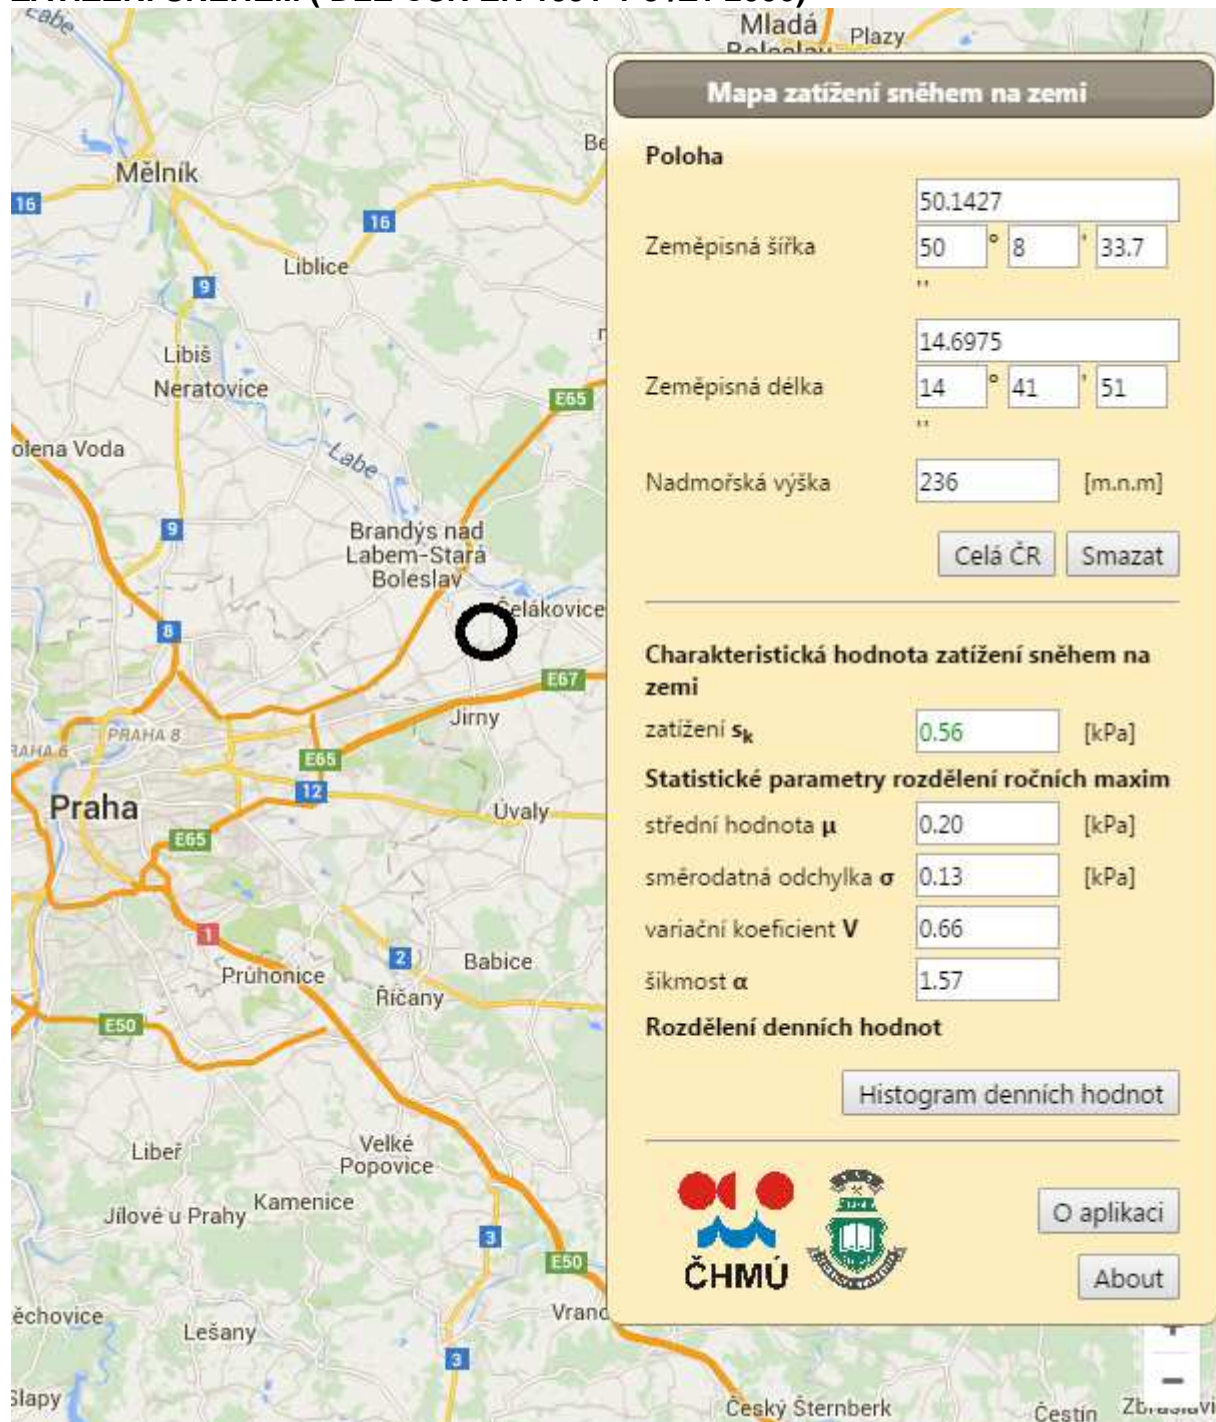 Labe
Mladá
Boleslav
Plazy
Mělník
16
16
Liblice
9
Libiš
Neratovice
E65
Labe
9
Brandýs nad
Labem-Stará
Boleslav
Čelákovice
8
E67
Jirny
PRAHA 8
E65
12
Praha
Úvaly
E65
1
2
Babice
Průhonice
Říčany
E50
Libeř
Velké
Popovice
Kamenice
Jílové u Prahy
3
E50
Lešany
3
Slapy
Český Šternberk
Čestín
Mapa zatížení sněhem na zemi
Poloha
50.1427
Zeměpisná šířka 50 ° 8 ' 33.7
''
14.6975
Zeměpisná délka 14 ° 41 ' 51
''
Nadmořská výška 236 [m.n.m]
Celá ČR Smazat
Charakteristická hodnota zatížení sněhem na
zemi
zatížení sk 0.56 [kPa]
Statistické parametry rozdělení ročních maxim
střední hodnota μ 0.20 [kPa]
směrodatná odchylka σ 0.13 [kPa]
variační koeficient V 0.66
šikmost α 1.57
Rozdělení denních hodnot
Histogram denních hodnot
ČHMÚ
O aplikaci
About
+
−